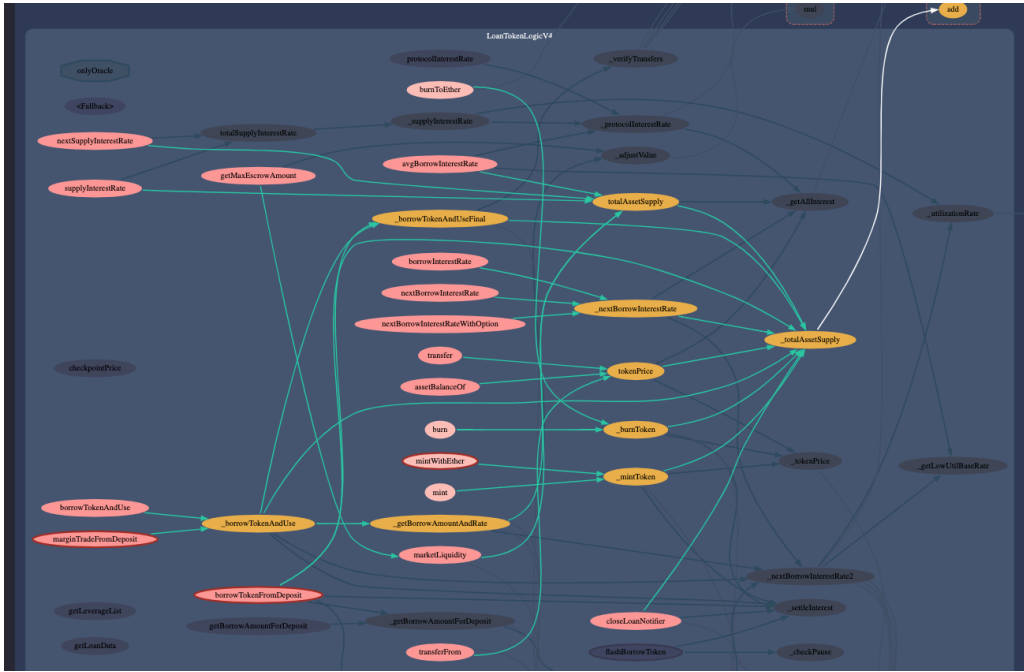 mul
add
LoanTokenLogicV4
onlyOracle
<Fallback>
nextSupplyInterestRate
supplyInterestRate
checkpointPrice
borrowTokenAndUse
marginTradeFromDeposit
getLeverageList
getLoanData
totalSupplyInterestRate
getMaxEscrowAmount
_borrowTokenAndUse
borrowTokenFromDeposit
getBorrowAmountForDeposit
protocolInterestRate
burnToEther
_supplyInterestRate
avgBorrowInterestRate
_borrowTokenAndUseFinal
borrowInterestRate
nextBorrowInterestRate
nextBorrowInterestRateWithOption
transfer
assetBalanceOf
burn
mintWithEther
mint
_getBorrowAmountAndRate
marketLiquidity
_getBorrowAmountForDeposit
transferFrom
_verifyTransfers
_protocolInterestRate
_adjustValue
totalAssetSupply
_nextBorrowInterestRate
tokenPrice
_burnToken
_mintToken
closeLoanNotifier
flashBorrowToken
_getAllInterest
_totalAssetSupply
_tokenPrice
_nextBorrowInterestRate2
_settleInterest
_checkPause
_utilizationRate
_getLowUtilBaseRate